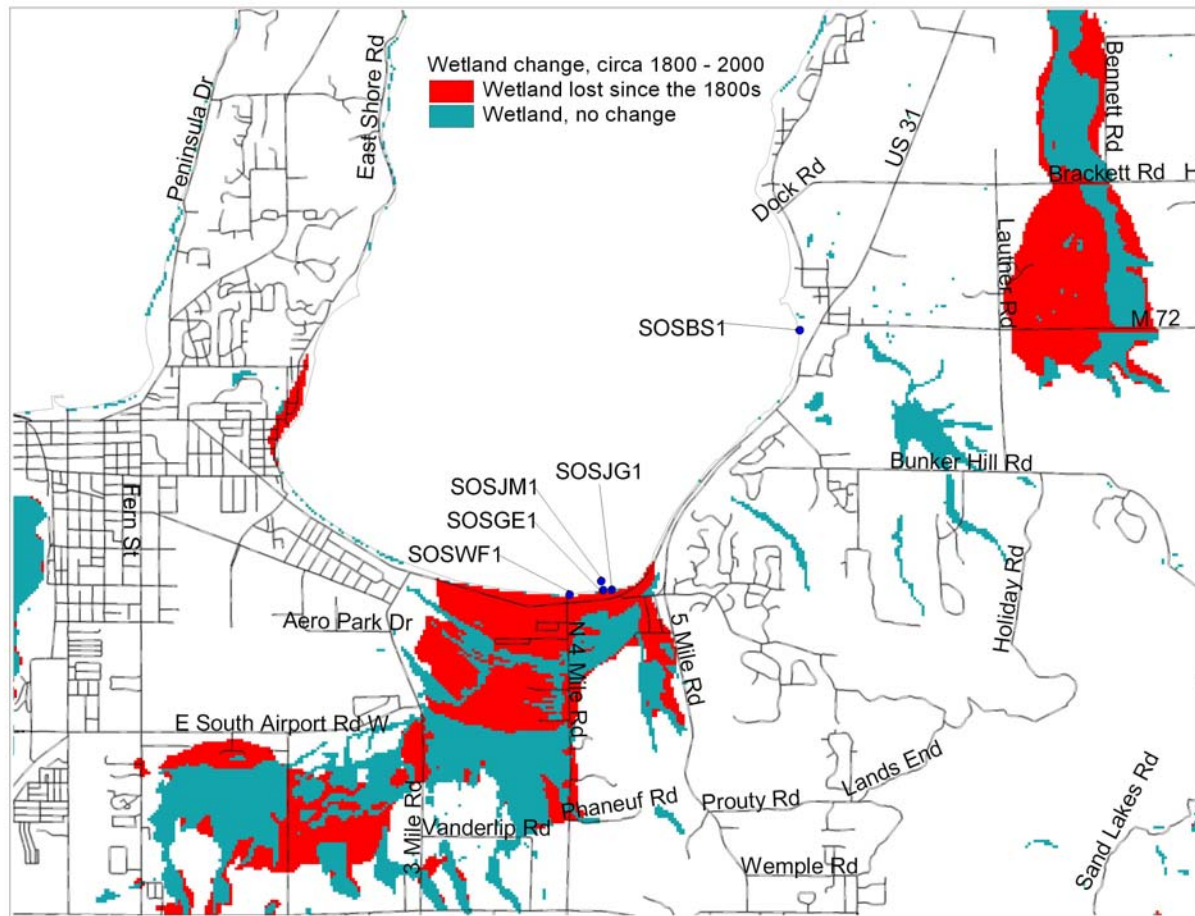 Wetland change, circa 1800 - 2000
Wetland lost since the 1800s
Wetland, no change
Peninsula Dr
East Shore Rd
US 31
Bennett Rd
Brackett Rd H
Dock Rd
Lautner Rd
M 72
SOSBS1
Bunker Hill Rd
SOSJG1
SOSJM1
SOSGE1
SOSWF1
Fern St
Holiday Rd
Aero Park Dr
N 4 Mile Rd
5 Mile Rd
E South Airport Rd W
Lands End
3 Mile Rd
Phaneuf Rd
Prouty Rd
Vanderlip Rd
Wemple Rd
Sand Lakes Rd